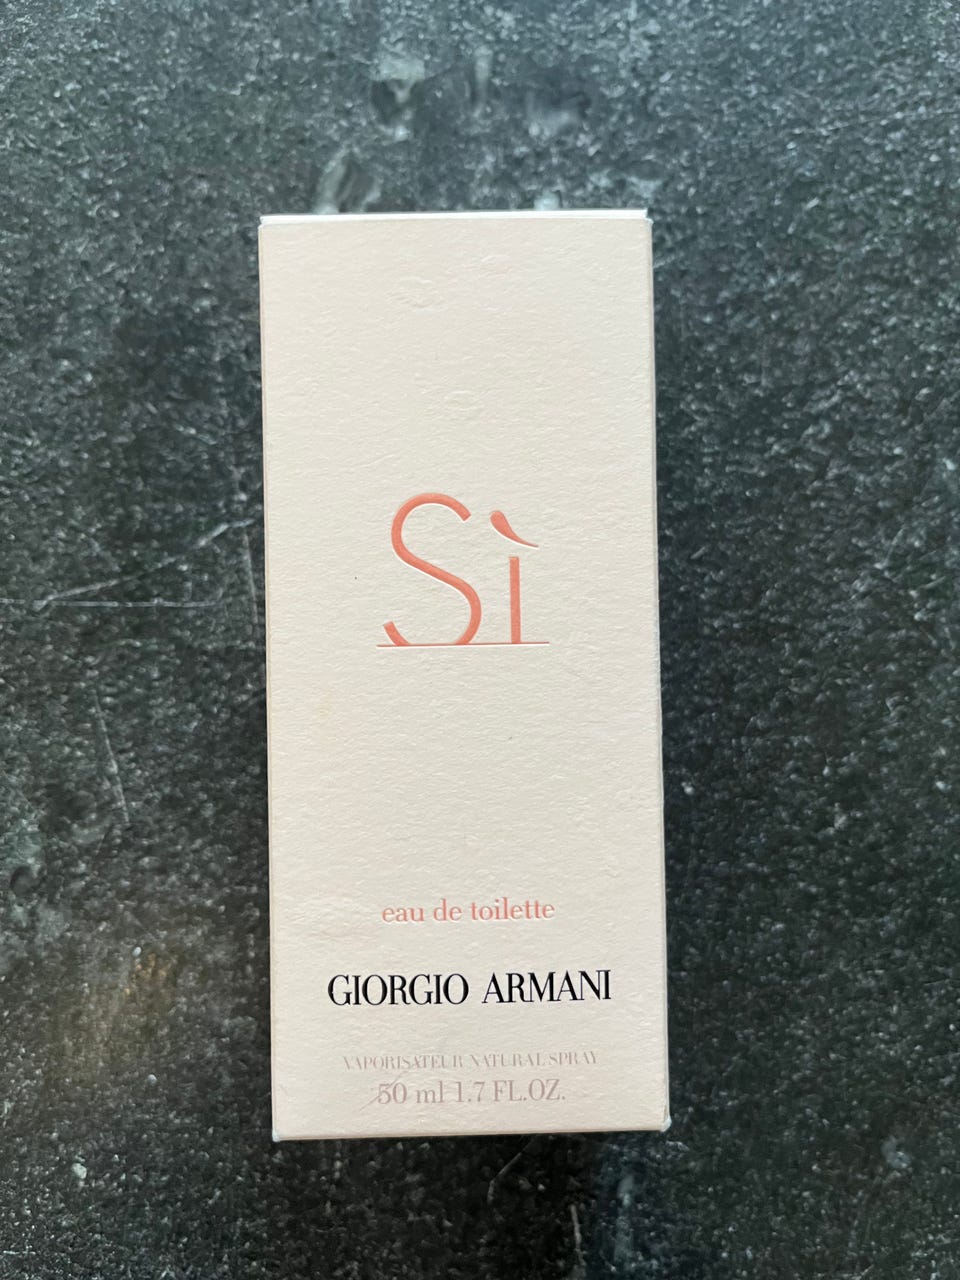 Sì
eau de toilette
GIORGIO ARMANI
VAPORISATEUR NATURAL SPRAY
50 ml 1.7 FL.OZ.